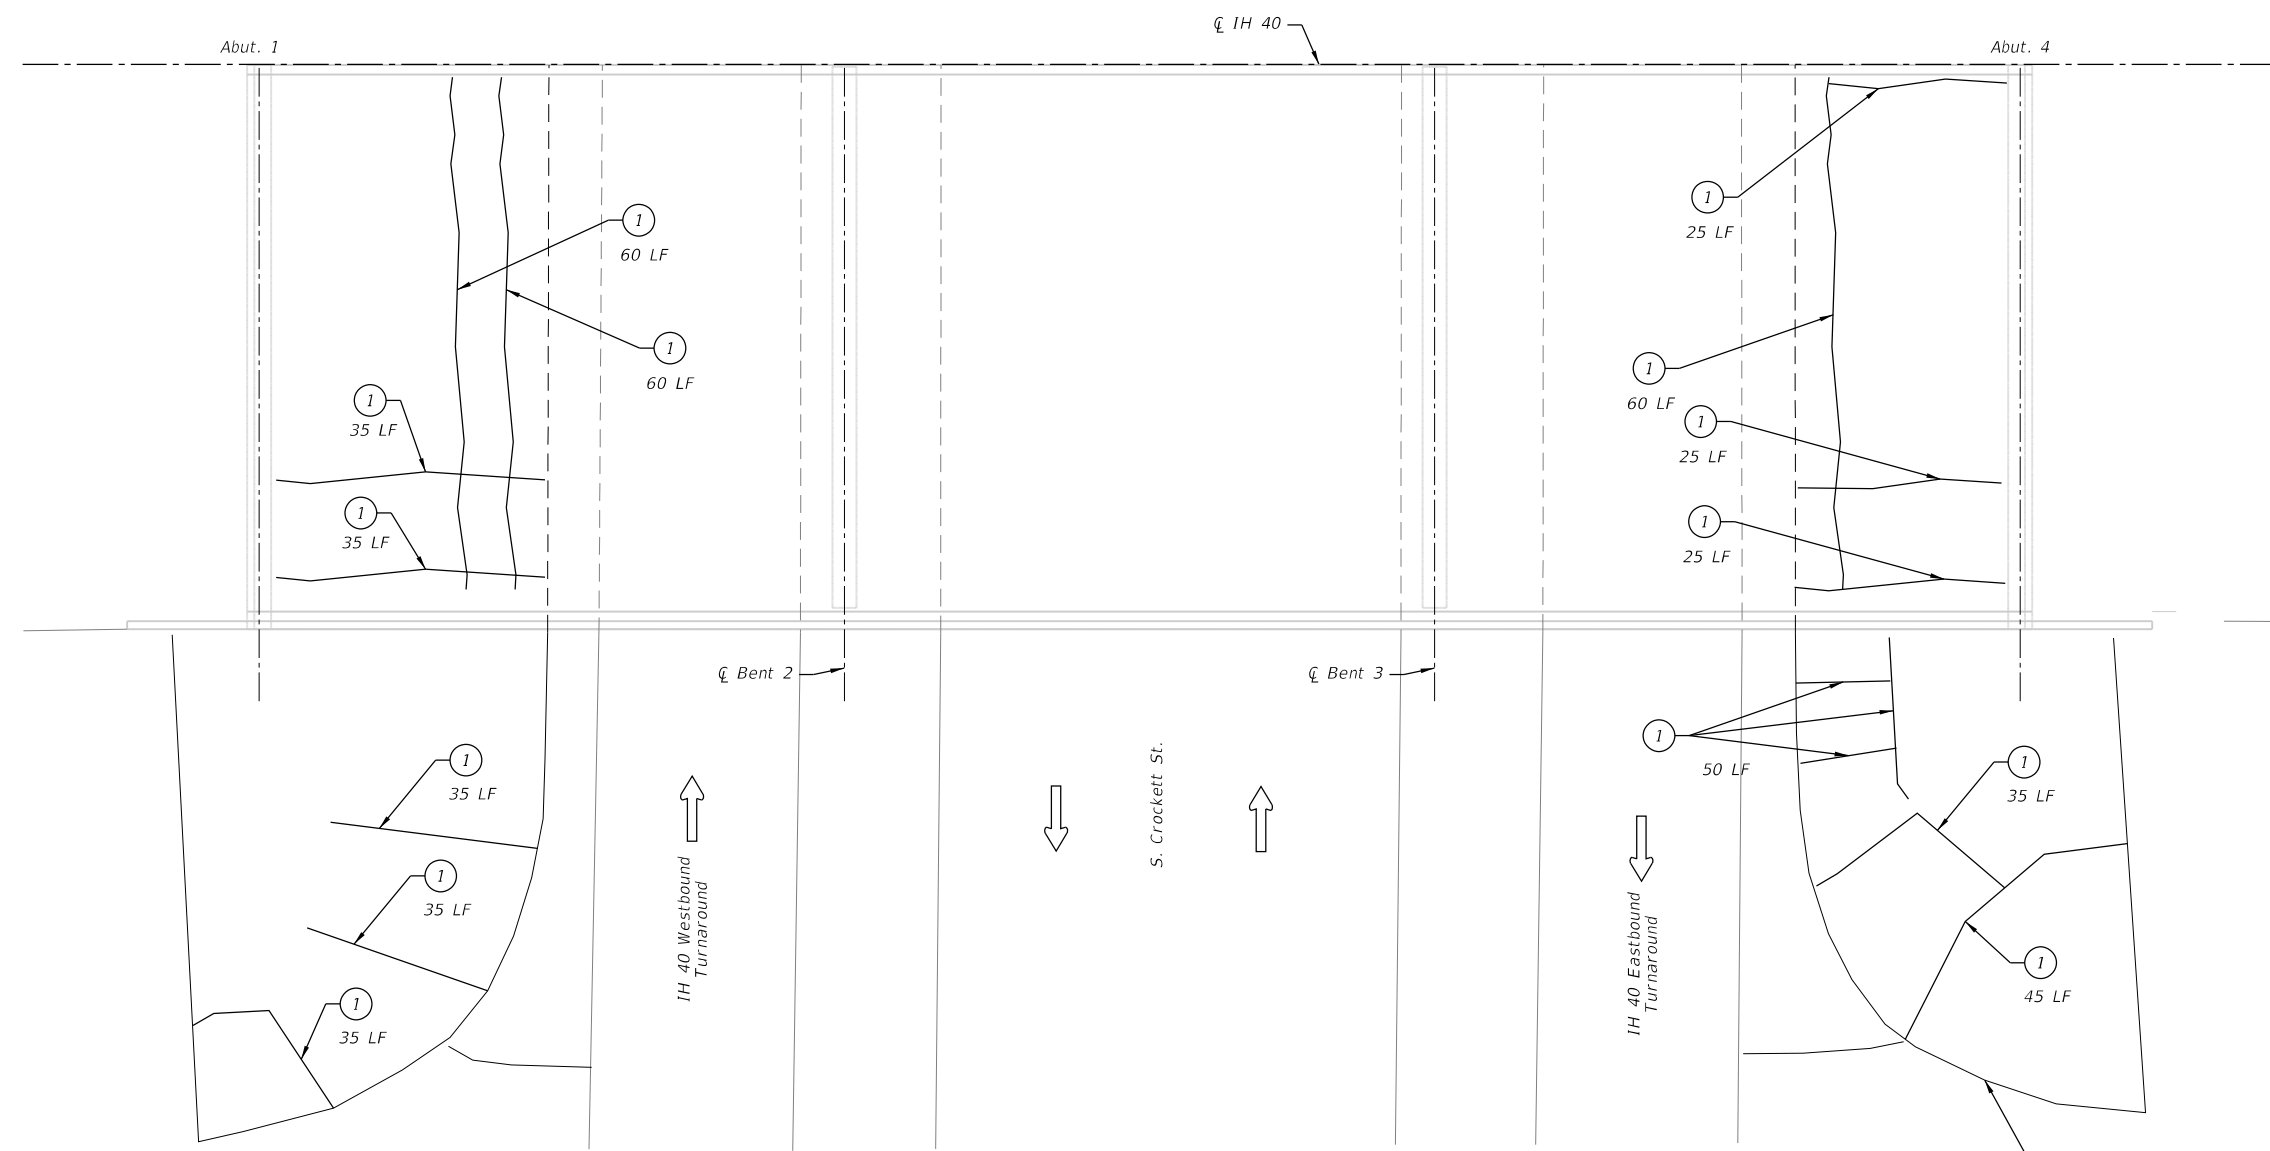 ℄ IH 40
Abut. 1
Abut. 4
1
25 LF
1
60 LF
1
60 LF
1
60 LF
1
35 LF
1
25 LF
1
35 LF
1
25 LF
℄ Bent 2
℄ Bent 3
1
50 LF
1
35 LF
1
35 LF
S. Crockett St.
1
35 LF
IH 40 Westbound
Turnaround
IH 40 Eastbound
Turnaround
1
45 LF
1
35 LF